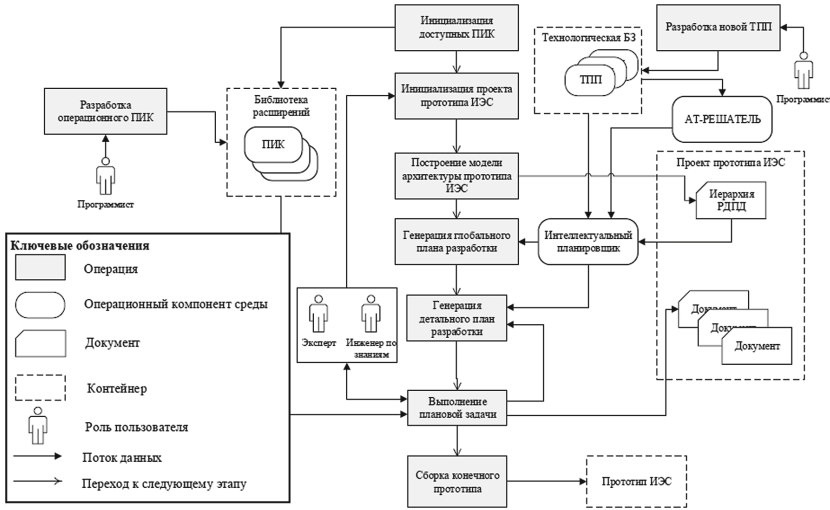 Инициализация
доступных ПИК
Технологическая БЗ
ТПП
Разработка новой ТПП
Программист
Разработка
операционного ПИК
Программист
Библиотека
расширений
ПИК
Инициализация проекта
прототипа ИЭС
АТ-РЕШАТЕЛЬ
Построение модели
архитектуры прототипа
ИЭС
Проект прототипа ИЭС
Иерархия
РДПД
Генерация глобального
плана разработки
Интеллектуальный
планировщик
Ключевые обозначения
Операция
Операционный компонент среды
Документ
Контейнер
Роль пользователя
Поток данных
Переход к следующему этапу
Эксперт
Инженер по
знаниям
Генерация
детального план
разработки
Документ
Документ
Документ
Выполнение
плановой задачи
Сборка конечного
прототипа
Прототип ИЭС